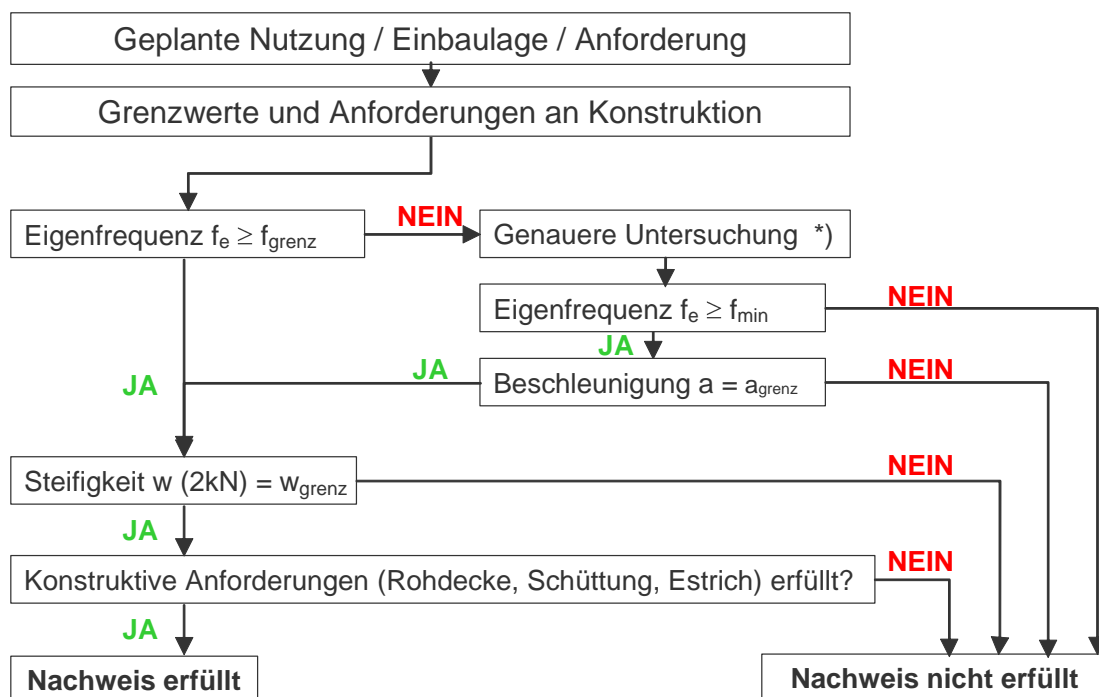 Geplante Nutzung / Einbaulage / Anforderung
Grenzwerte und Anforderungen an Konstruktion
Eigenfrequenz fe ≥ fgrenz
NEIN
Genauere Untersuchung *)
Eigenfrequenz fe ≥ fmin
NEIN
JA
JA
JA
Beschleunigung a = agrenz
NEIN
Steifigkeit w (2kN) = wgrenz
NEIN
JA
Konstruktive Anforderungen (Rohdecke, Schüttung, Estrich) erfüllt?
NEIN
JA
Nachweis erfüllt
Nachweis nicht erfüllt